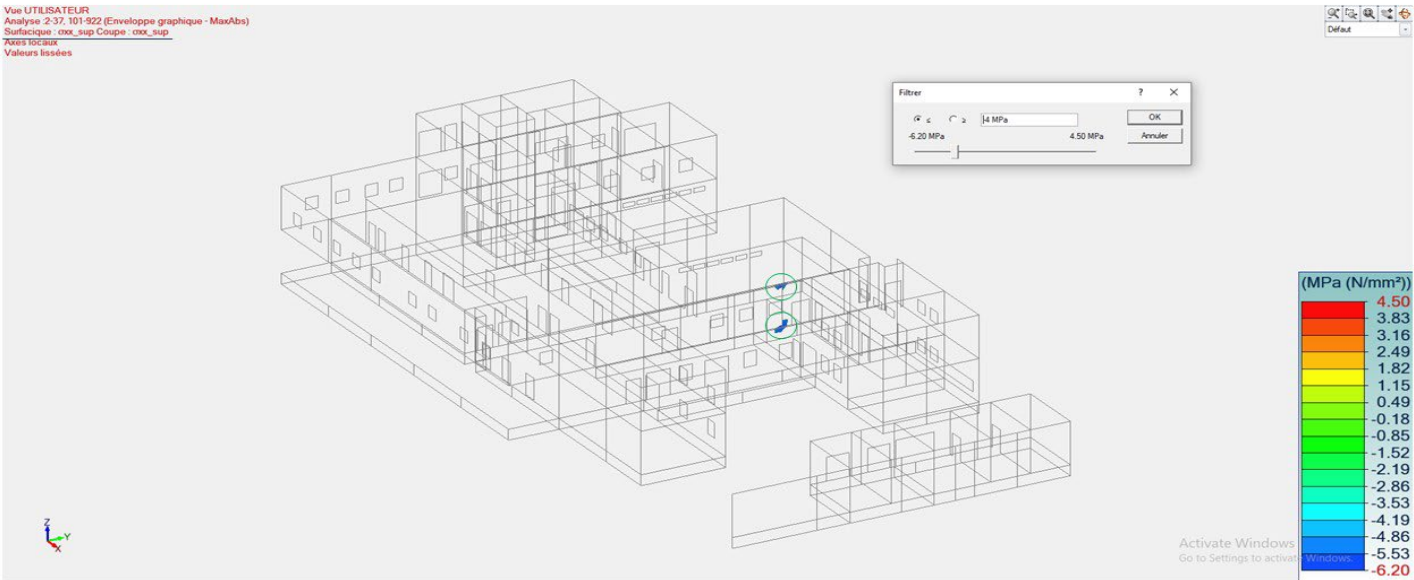 Vue UTILISATEUR
Analyse :2-37, 101-922 (Enveloppe graphique - MaxAbs)
Surfacique : σxx_sup Coupe : σxx_sup
Axes locaux
Valeurs lissées
Défaut
Filtrer ? ✕
≤ ≥ -4 MPa OK
-6.20 MPa 4.50 MPa Annuler
(MPa (N/mm²))
4.50
3.83
3.16
2.49
1.82
1.15
0.49
-0.18
-0.85
-1.52
-2.19
-2.86
-3.53
-4.19
-4.86
-5.53
-6.20
Z
Y
X
Activate Windows
Go to Settings to activate Windows.